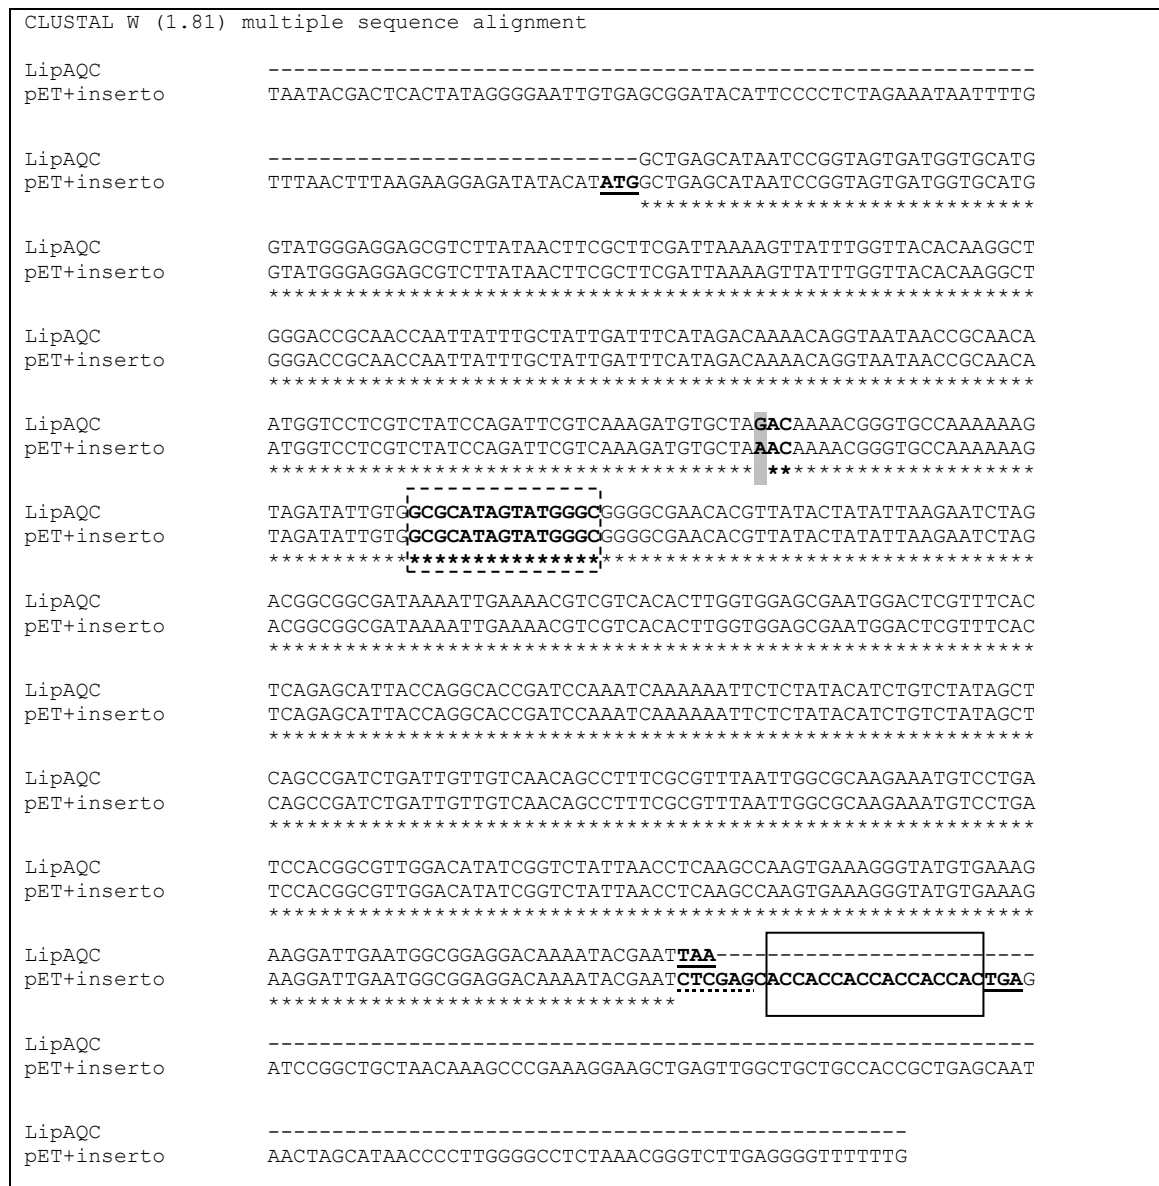 CLUSTAL W (1.81) multiple sequence alignment
LipAQC ------------------------------------------------------------
pET+inserto TAATACGACTCACTATAGGGGAATTGTGAGCGGATACATTCCCCTCTAGAAATAATTTTG
LipAQC -----------------------------GCTGAGCATAATCCGGTAGTGATGGTGCATG
pET+inserto TTTAACTTTAAGAAGGAGATATACATATGGCTGAGCATAATCCGGTAGTGATGGTGCATG
*******************************
LipAQC GTATGGGAGGAGCGTCTTATAACTTCGCTTCGATTAAAAGTTATTTGGTTACACAAGGCT
pET+inserto GTATGGGAGGAGCGTCTTATAACTTCGCTTCGATTAAAAGTTATTTGGTTACACAAGGCT
************************************************************
LipAQC GGGACCGCAACCAATTATTTGCTATTGATTTCATAGACAAAACAGGTAATAACCGCAACA
pET+inserto GGGACCGCAACCAATTATTTGCTATTGATTTCATAGACAAAACAGGTAATAACCGCAACA
************************************************************
LipAQC ATGGTCCTCGTCTATCCAGATTCGTCAAAGATGTGCTAGACAAAACGGGTGCCAAAAAAG
pET+inserto ATGGTCCTCGTCTATCCAGATTCGTCAAAGATGTGCTAAACAAAACGGGTGCCAAAAAAG
************************************** *********************
LipAQC TAGATATTGTGGCGCATAGTATGGGCGGGGCGAACACGTTATACTATATTAAGAATCTAG
pET+inserto TAGATATTGTGGCGCATAGTATGGGCGGGGCGAACACGTTATACTATATTAAGAATCTAG
************************************************************
LipAQC ACGGCGGCGATAAAATTGAAAACGTCGTCACACTTGGTGGAGCGAATGGACTCGTTTCAC
pET+inserto ACGGCGGCGATAAAATTGAAAACGTCGTCACACTTGGTGGAGCGAATGGACTCGTTTCAC
************************************************************
LipAQC TCAGAGCATTACCAGGCACCGATCCAAATCAAAAAATTCTCTATACATCTGTCTATAGCT
pET+inserto TCAGAGCATTACCAGGCACCGATCCAAATCAAAAAATTCTCTATACATCTGTCTATAGCT
************************************************************
LipAQC CAGCCGATCTGATTGTTGTCAACAGCCTTTCGCGTTTAATTGGCGCAAGAAATGTCCTGA
pET+inserto CAGCCGATCTGATTGTTGTCAACAGCCTTTCGCGTTTAATTGGCGCAAGAAATGTCCTGA
************************************************************
LipAQC TCCACGGCGTTGGACATATCGGTCTATTAACCTCAAGCCAAGTGAAAGGGTATGTGAAAG
pET+inserto TCCACGGCGTTGGACATATCGGTCTATTAACCTCAAGCCAAGTGAAAGGGTATGTGAAAG
************************************************************
LipAQC AAGGATTGAATGGCGGAGGACAAAATACGAATTAA-------------------------
pET+inserto AAGGATTGAATGGCGGAGGACAAAATACGAATCTCGAGCACCACCACCACCACCACTGAG
********************************
LipAQC ------------------------------------------------------------
pET+inserto ATCCGGCTGCTAACAAAGCCCGAAAGGAAGCTGAGTTGGCTGCTGCCACCGCTGAGCAAT
LipAQC --------------------------------------------------
pET+inserto AACTAGCATAACCCCTTGGGGCCTCTAAACGGGTCTTGAGGGGTTTTTTG